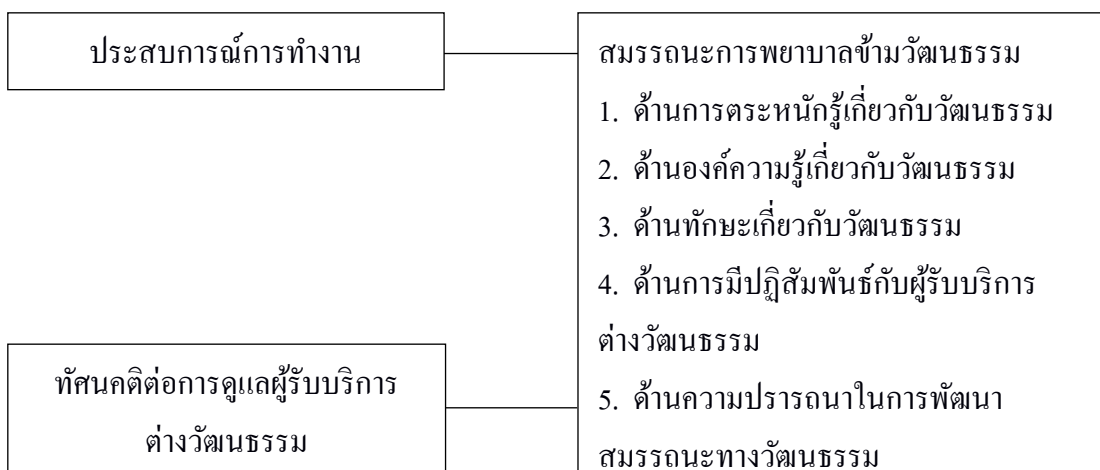 ประสบการณ์การทำงาน
สมรรถนะการพยาบาลข้ามวัฒนธรรม
1. ด้านการตระหนักรู้เกี่ยวกับวัฒนธรรม
2. ด้านองค์ความรู้เกี่ยวกับวัฒนธรรม
3. ด้านทักษะเกี่ยวกับวัฒนธรรม
4. ด้านการมีปฏิสัมพันธ์กับผู้รับบริการ
ต่างวัฒนธรรม
5. ด้านความปรารถนาในการพัฒนา
สมรรถนะทางวัฒนธรรม
ทัศนคติต่อการดูแลผู้รับบริการ
ต่างวัฒนธรรม